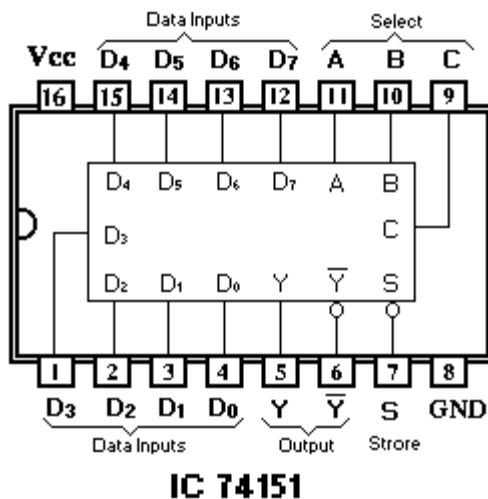 Data Inputs Select
Vcc D4 D5 D6 D7 A B C
16 15 14 13 12 11 10 9
D4 D5 D6 D7 A B
D3 C
D2 D1 D0 Y Y̅ S
1 2 3 4 5 6 7 8
D3 D2 D1 D0 Y Y̅ S GND
Data Inputs Output Strore
IC 74151